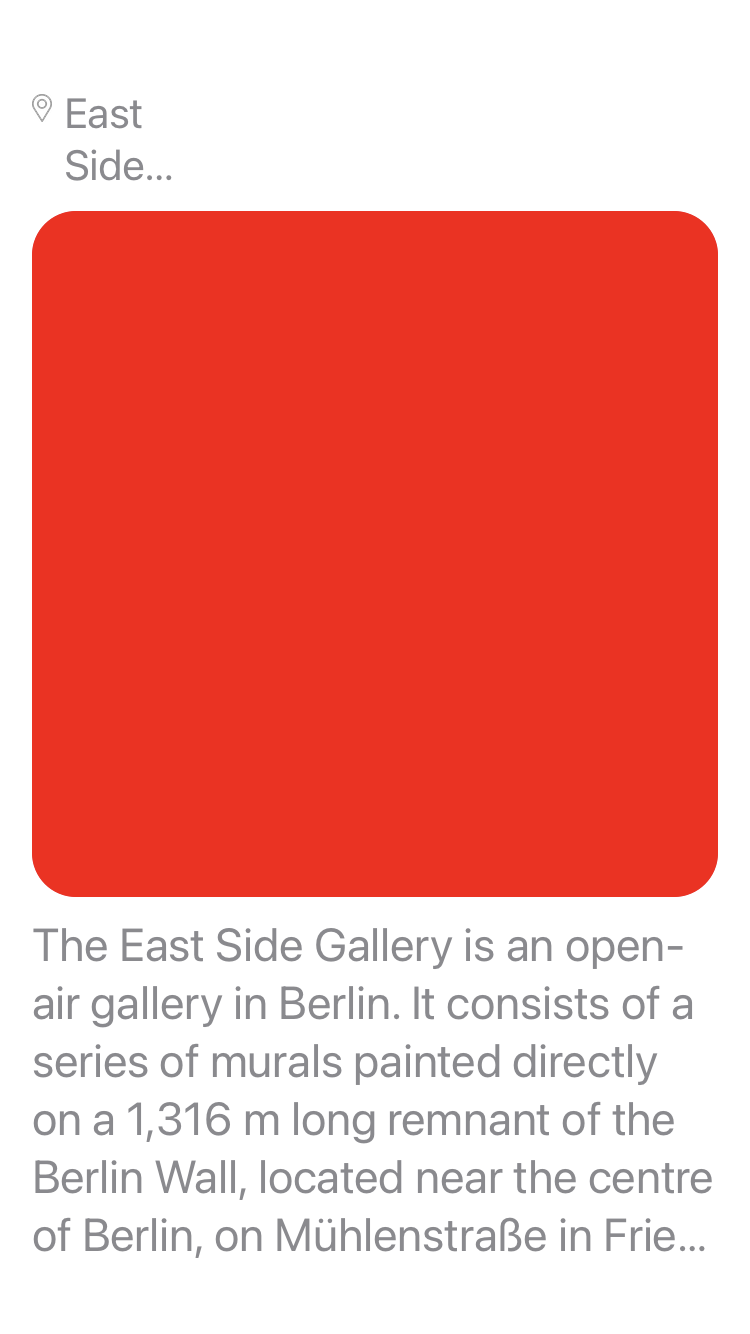 East
Side...
The East Side Gallery is an open-
air gallery in Berlin. It consists of a
series of murals painted directly
on a 1,316 m long remnant of the
Berlin Wall, located near the centre
of Berlin, on Mühlenstraße in Frie...